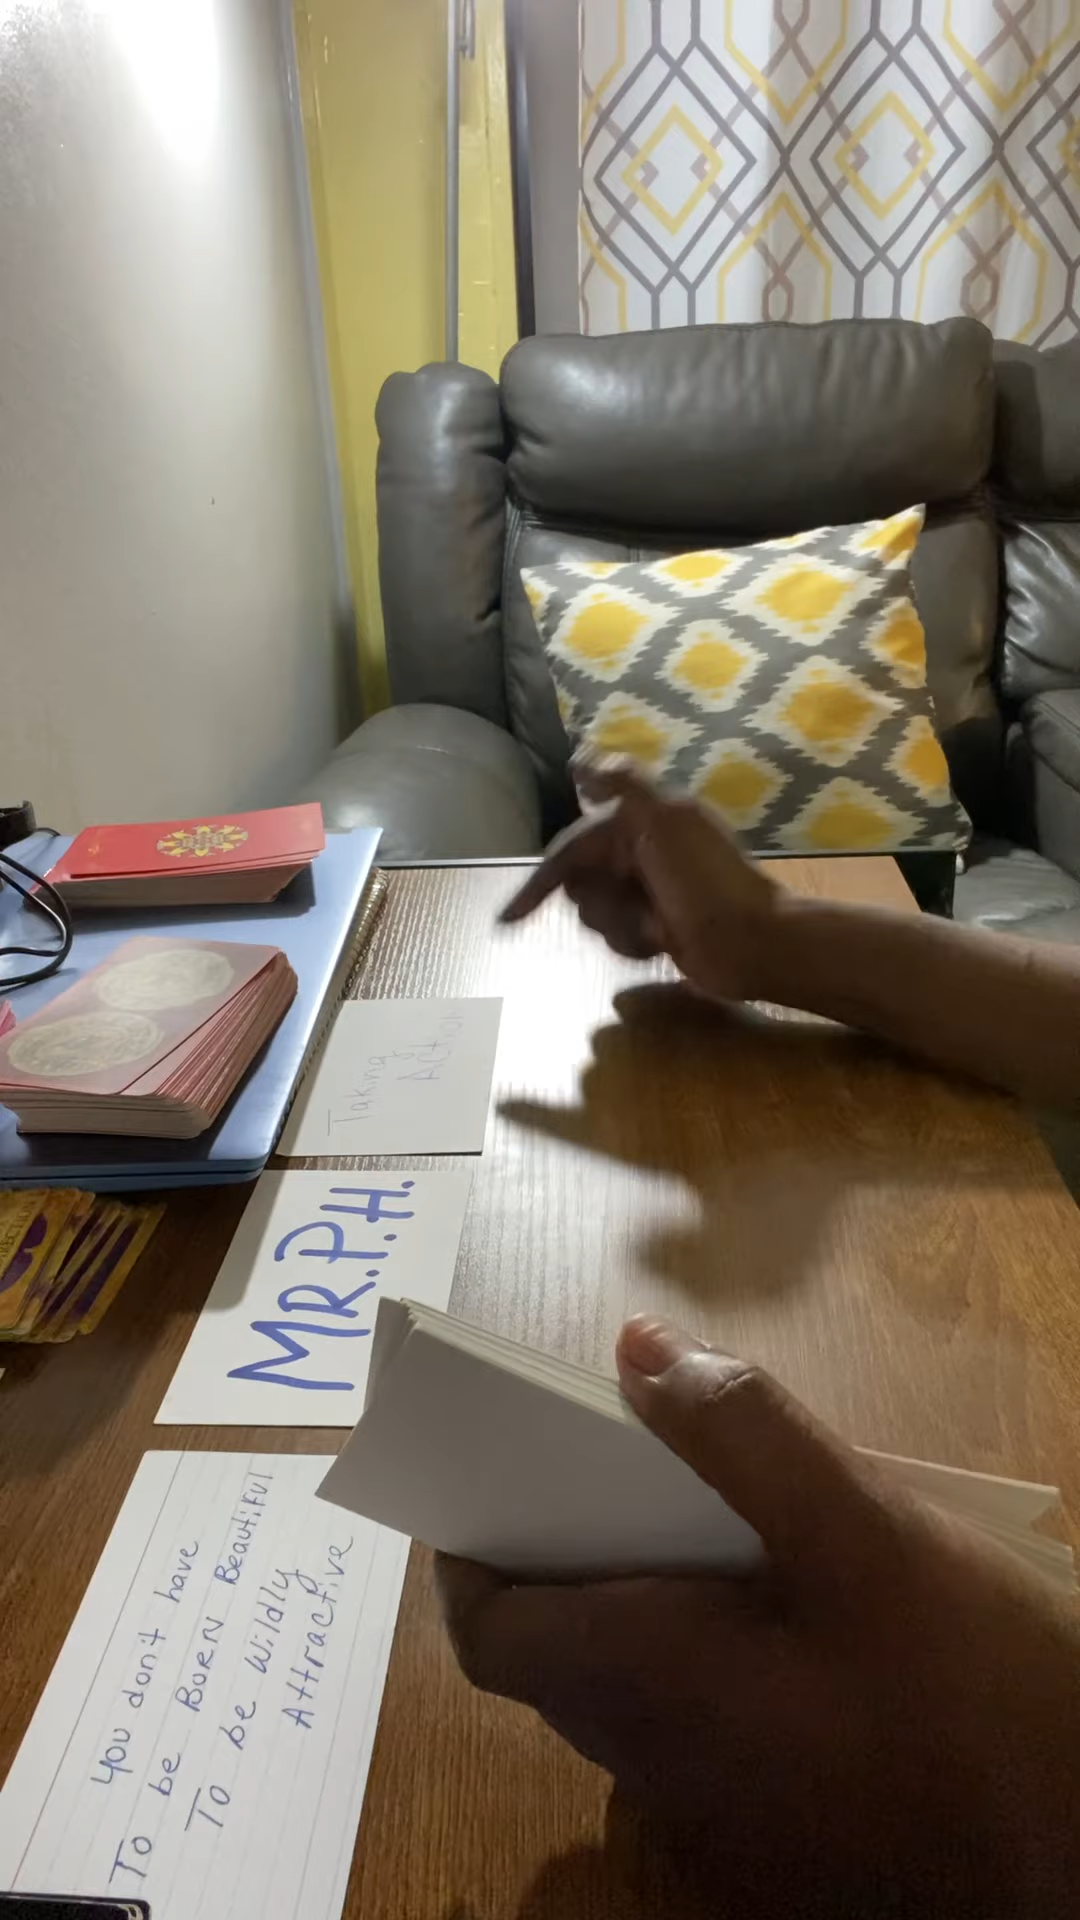 Taking
Action
MR.P.H.
you don't have
To be BORN Beautiful
To be Wildly
Attractive